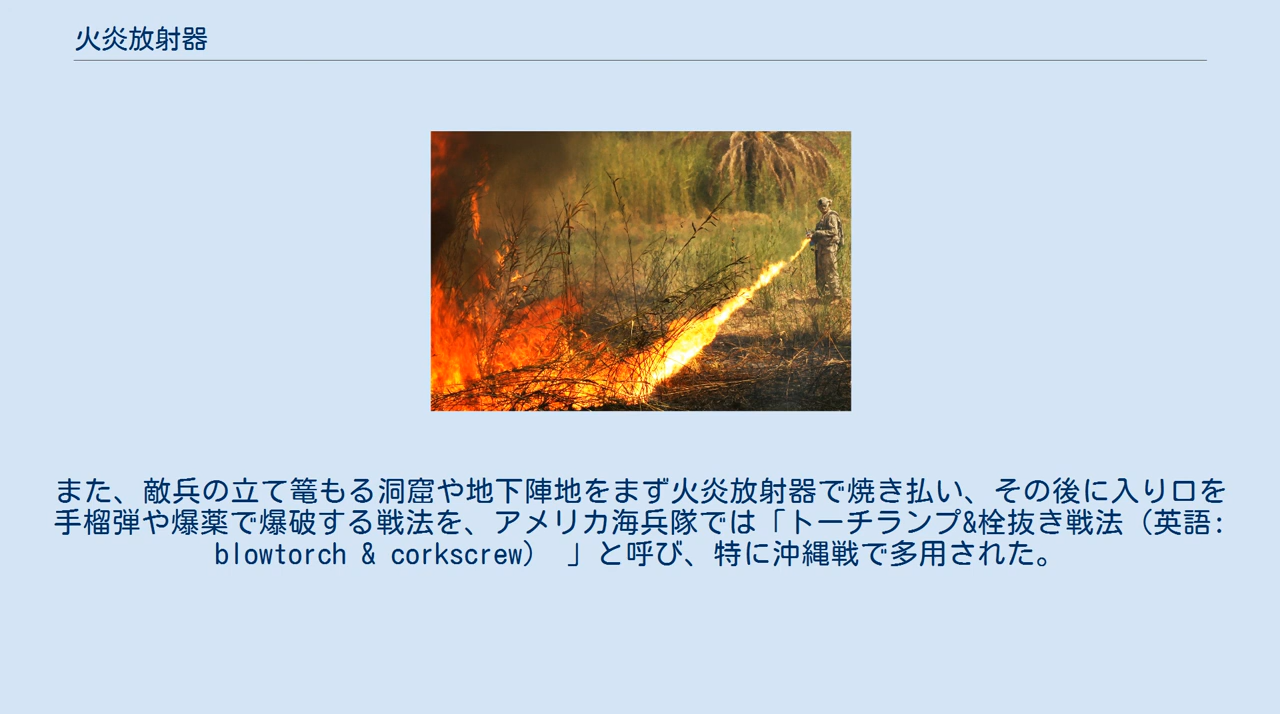 火炎放射器
また、敵兵の立て篭もる洞窟や地下陣地をまず火炎放射器で焼き払い、その後に入り口を
手榴弾や爆薬で爆破する戦法を、アメリカ海兵隊では「トーチランプ&栓抜き戦法（英語:
blowtorch & corkscrew） 」と呼び、特に沖縄戦で多用された。